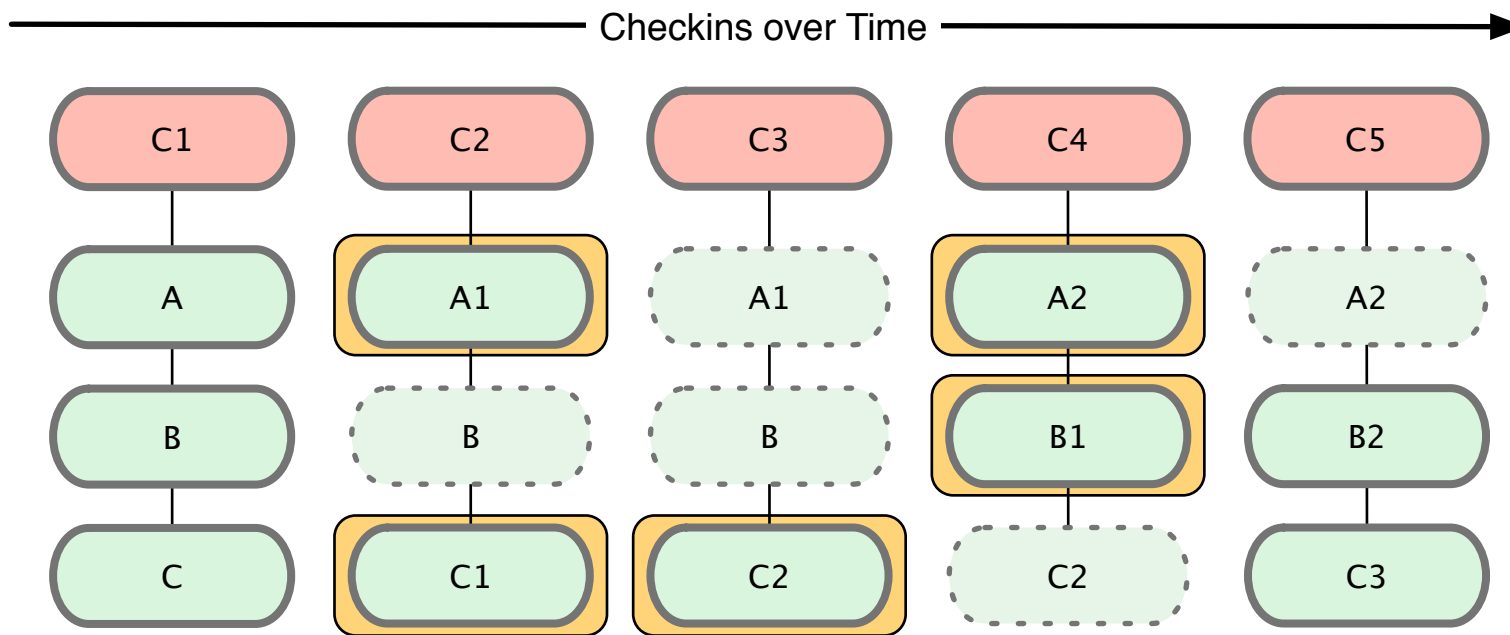 Checkins over Time
C1 C2 C3 C4 C5
A A1 A1 A2 A2
B B B B1 B2
C C1 C2 C2 C3